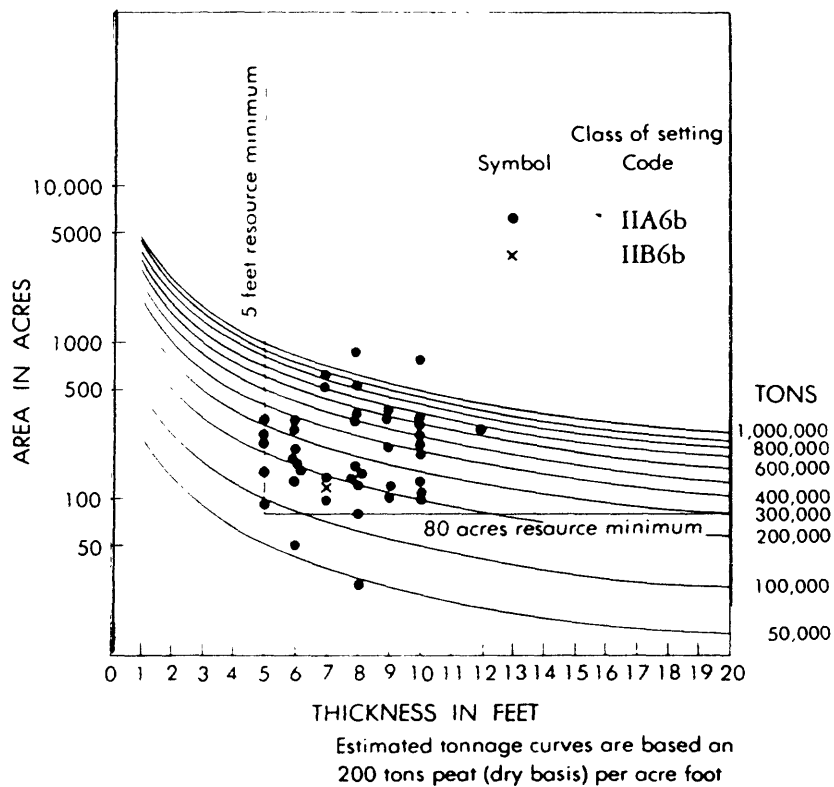 Class of setting
Symbol Code
● IIA6b
× IIB6b
5 feet resource minimum
AREA IN ACRES
10,000
5000
1000
500
100
50
TONS
1,000,000
800,000
600,000
400,000
300,000
200,000
100,000
50,000
80 acres resaurce minimum
0 1 2 3 4 5 6 7 8 9 10 11 12 13 14 15 16 17 18 19 20
THICKNESS IN FEET
Estimated tonnage curves are based an
200 tons peat (dry basis) per acre foot